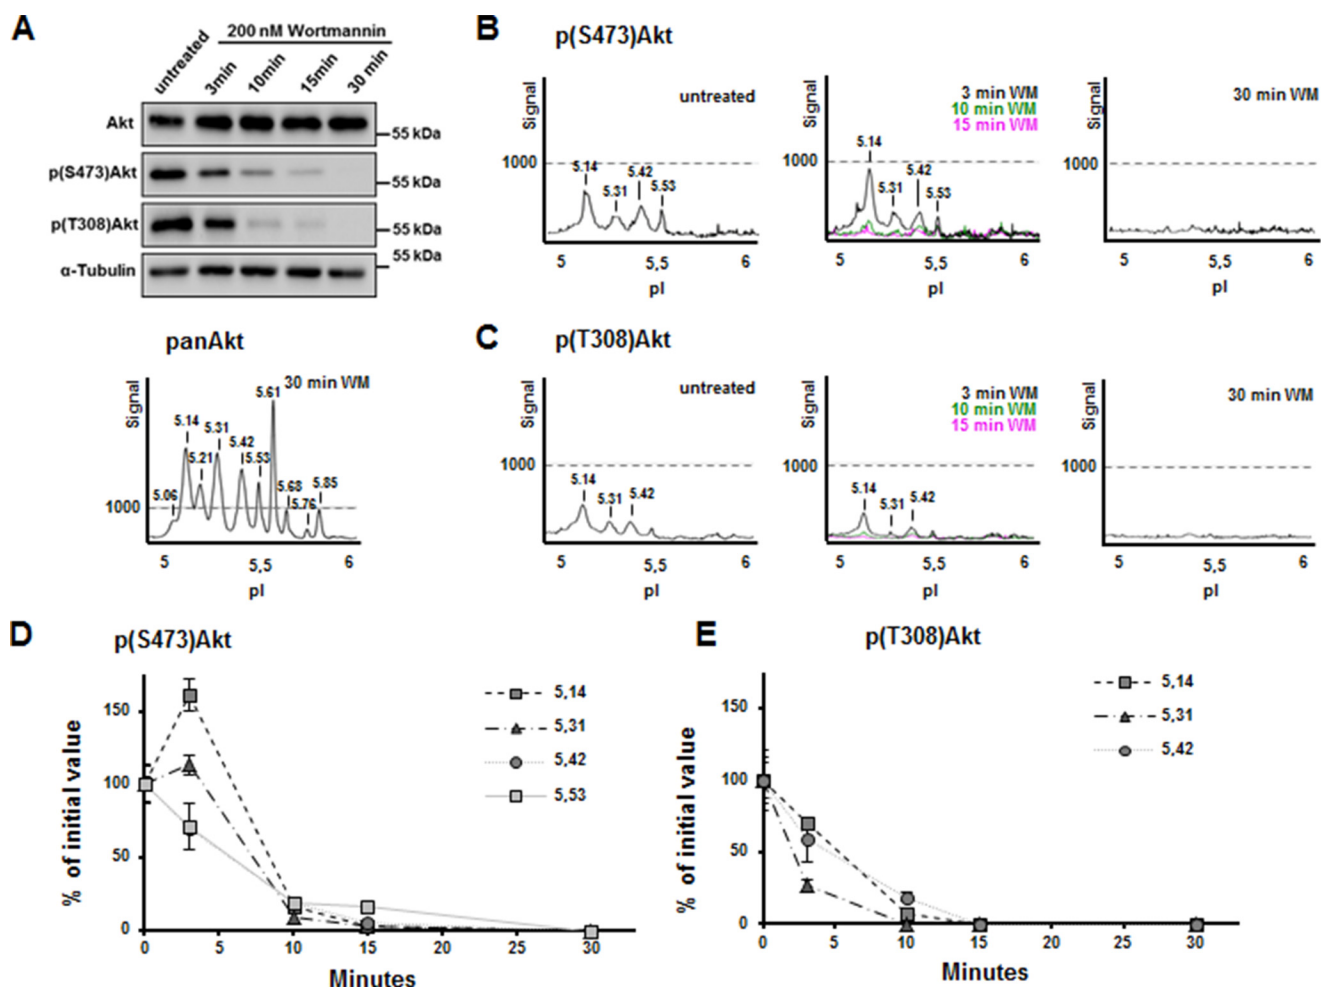 A
200 nM Wortmannin
untreated
3min
10min
15min
30 min
Akt
55 kDa
p(S473)Akt
55 kDa
p(T308)Akt
55 kDa
55 kDa
α-Tubulin
panAkt
30 min WM
Signal
1000
5.06
5.14
5.21
5.31
5.42
5.53
5.61
5.68
5.76
5.85
5
5,5
6
pI
B
p(S473)Akt
untreated
Signal
1000
5.14
5.31
5.42
5.53
5
5,5
6
pI
3 min WM
10 min WM
15 min WM
Signal
1000
5.14
5.31
5.42
5.53
5
5,5
6
pI
30 min WM
Signal
1000
5
5,5
6
pI
C
p(T308)Akt
untreated
Signal
1000
5.14
5.31
5.42
5
5,5
6
pI
3 min WM
10 min WM
15 min WM
Signal
1000
5.14
5.31
5.42
5
5,5
6
pI
30 min WM
Signal
1000
5
5,5
6
pI
D
p(S473)Akt
% of initial value
150
100
50
0
0
5
10
15
20
25
30
Minutes
5,14
5,31
5,42
5,53
E
p(T308)Akt
% of initial value
150
100
50
0
0
5
10
15
20
25
30
Minutes
5,14
5,31
5,42